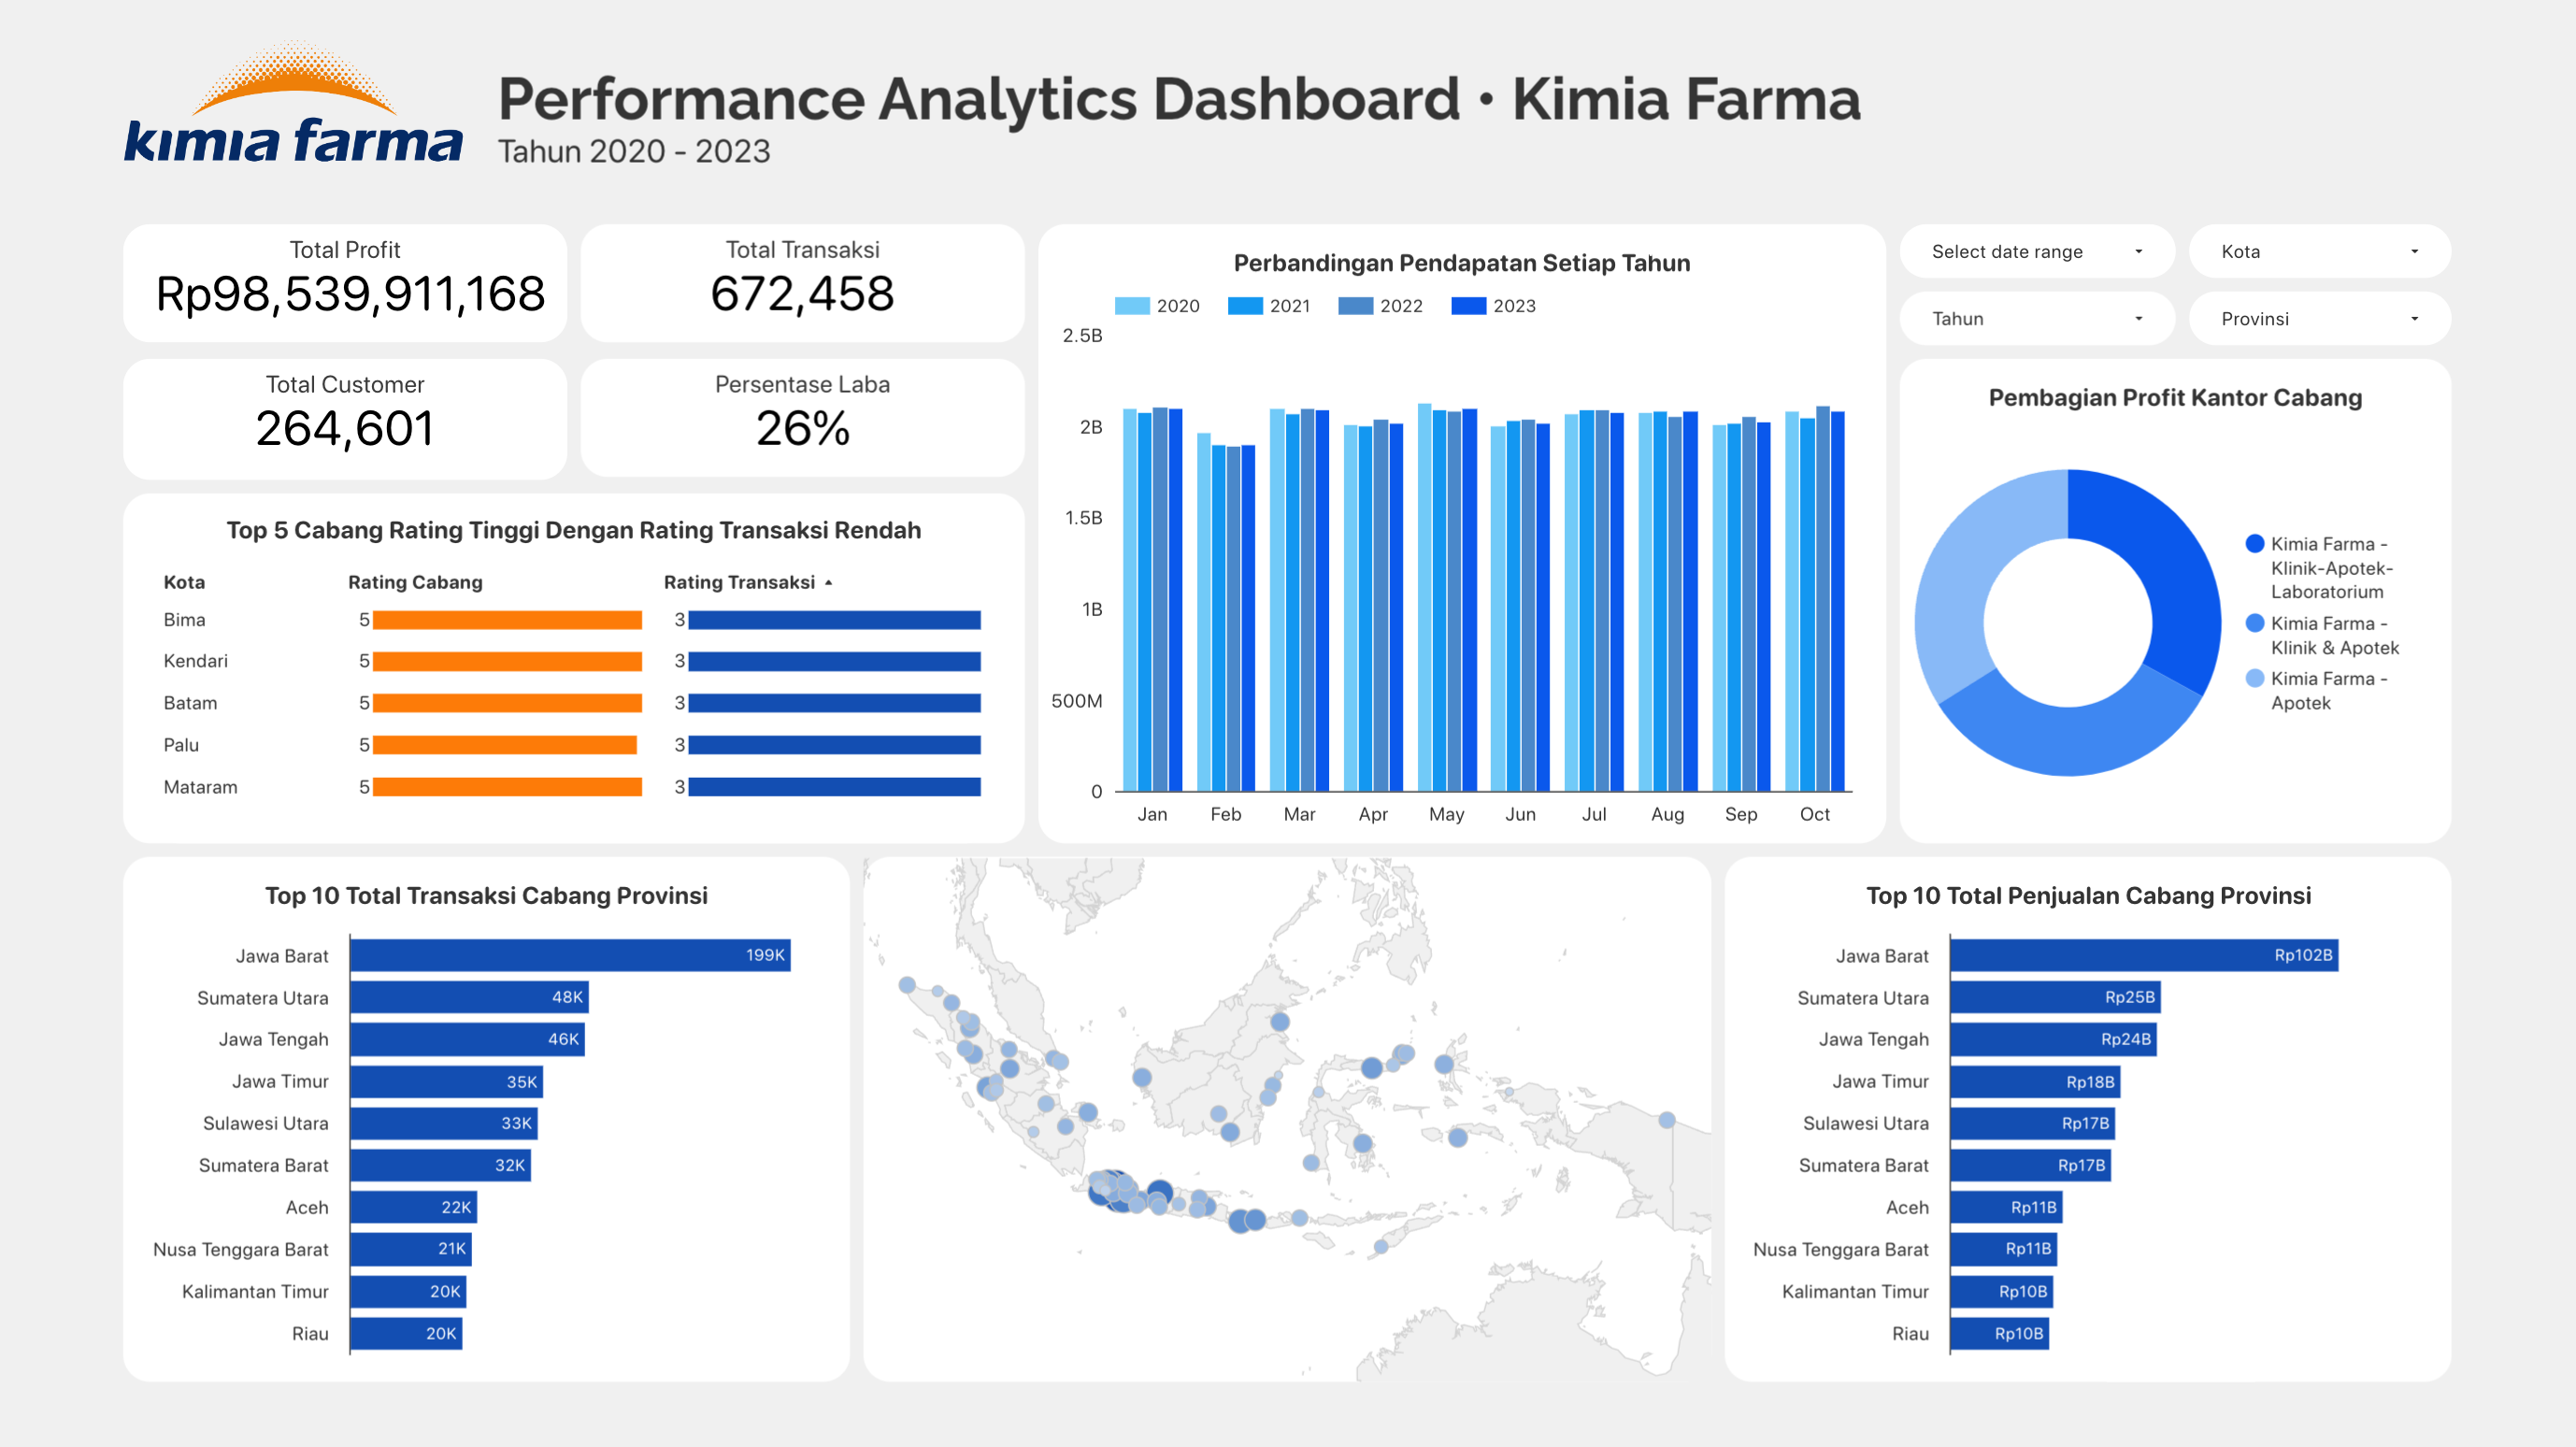 kimia farma
Performance Analytics Dashboard • Kimia Farma
Tahun 2020 - 2023
Total Profit
Rp98,539,911,168
Total Transaksi
672,458
Total Customer
264,601
Persentase Laba
26%
Top 5 Cabang Rating Tinggi Dengan Rating Transaksi Rendah
Kota Rating Cabang Rating Transaksi
Bima 5 3
Kendari 5 3
Batam 5 3
Palu 5 3
Mataram 5 3
Perbandingan Pendapatan Setiap Tahun
2020 2021 2022 2023
2.5B
2B
1.5B
1B
500M
0
Jan Feb Mar Apr May Jun Jul Aug Sep Oct
Select date range
Kota
Tahun
Provinsi
Pembagian Profit Kantor Cabang
Kimia Farma -
Klinik-Apotek-
Laboratorium
Kimia Farma -
Klinik & Apotek
Kimia Farma -
Apotek
Top 10 Total Transaksi Cabang Provinsi
Jawa Barat 199K
Sumatera Utara 48K
Jawa Tengah 46K
Jawa Timur 35K
Sulawesi Utara 33K
Sumatera Barat 32K
Aceh 22K
Nusa Tenggara Barat 21K
Kalimantan Timur 20K
Riau 20K
Top 10 Total Penjualan Cabang Provinsi
Jawa Barat Rp102B
Sumatera Utara Rp25B
Jawa Tengah Rp24B
Jawa Timur Rp18B
Sulawesi Utara Rp17B
Sumatera Barat Rp17B
Aceh Rp11B
Nusa Tenggara Barat Rp11B
Kalimantan Timur Rp10B
Riau Rp10B